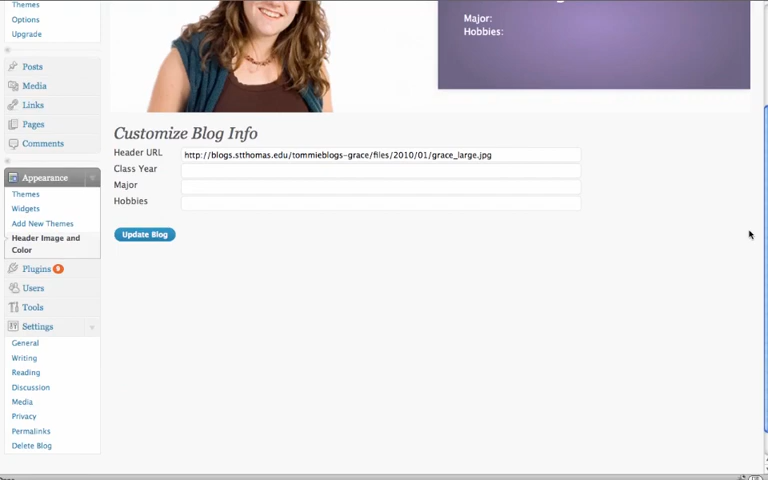 Themes
Options
Upgrade
Major:
Hobbies:
Posts
Media
Links
Pages
Comments
Appearance
Themes
Widgets
Add New Themes
Header Image and
Color
Plugins 9
Users
Tools
Settings
General
Writing
Reading
Discussion
Media
Privacy
Permalinks
Delete Blog
Customize Blog Info
Header URL http://blogs.stthomas.edu/tommieblogs-grace/files/2010/01/grace_large.jpg
Class Year
Major
Hobbies
Update Blog